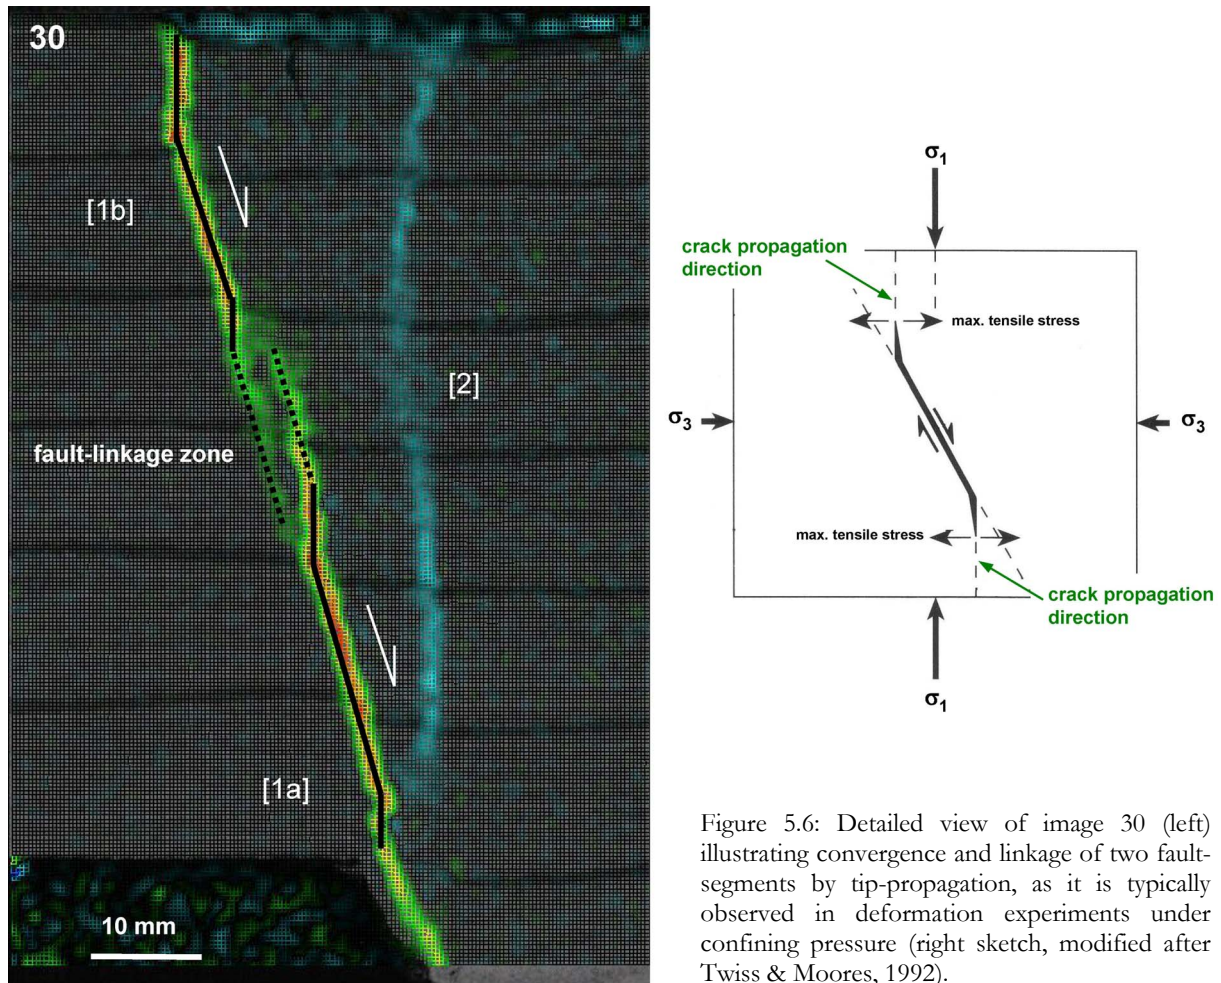 30
[1b]
[2]
fault-linkage zone
[1a]
10 mm
σ1
crack propagation
direction
max. tensile stress
σ3
σ3
max. tensile stress
crack propagation
direction
σ1
Figure 5.6: Detailed view of image 30 (left)
illustrating convergence and linkage of two fault-
segments by tip-propagation, as it is typically
observed in deformation experiments under
confining pressure (right sketch, modified after
Twiss & Moores, 1992).